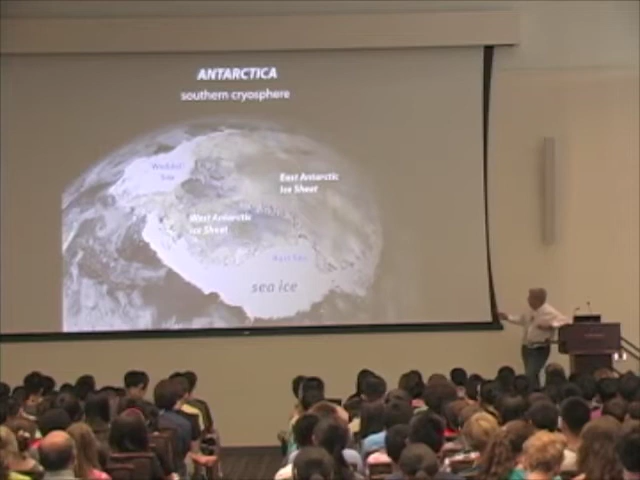 ANTARCTICA
southern cryosphere
Weddell
Sea
East Antarctic
Ice Sheet
West Antarctic
Ice Sheet
Ross Sea
sea ice